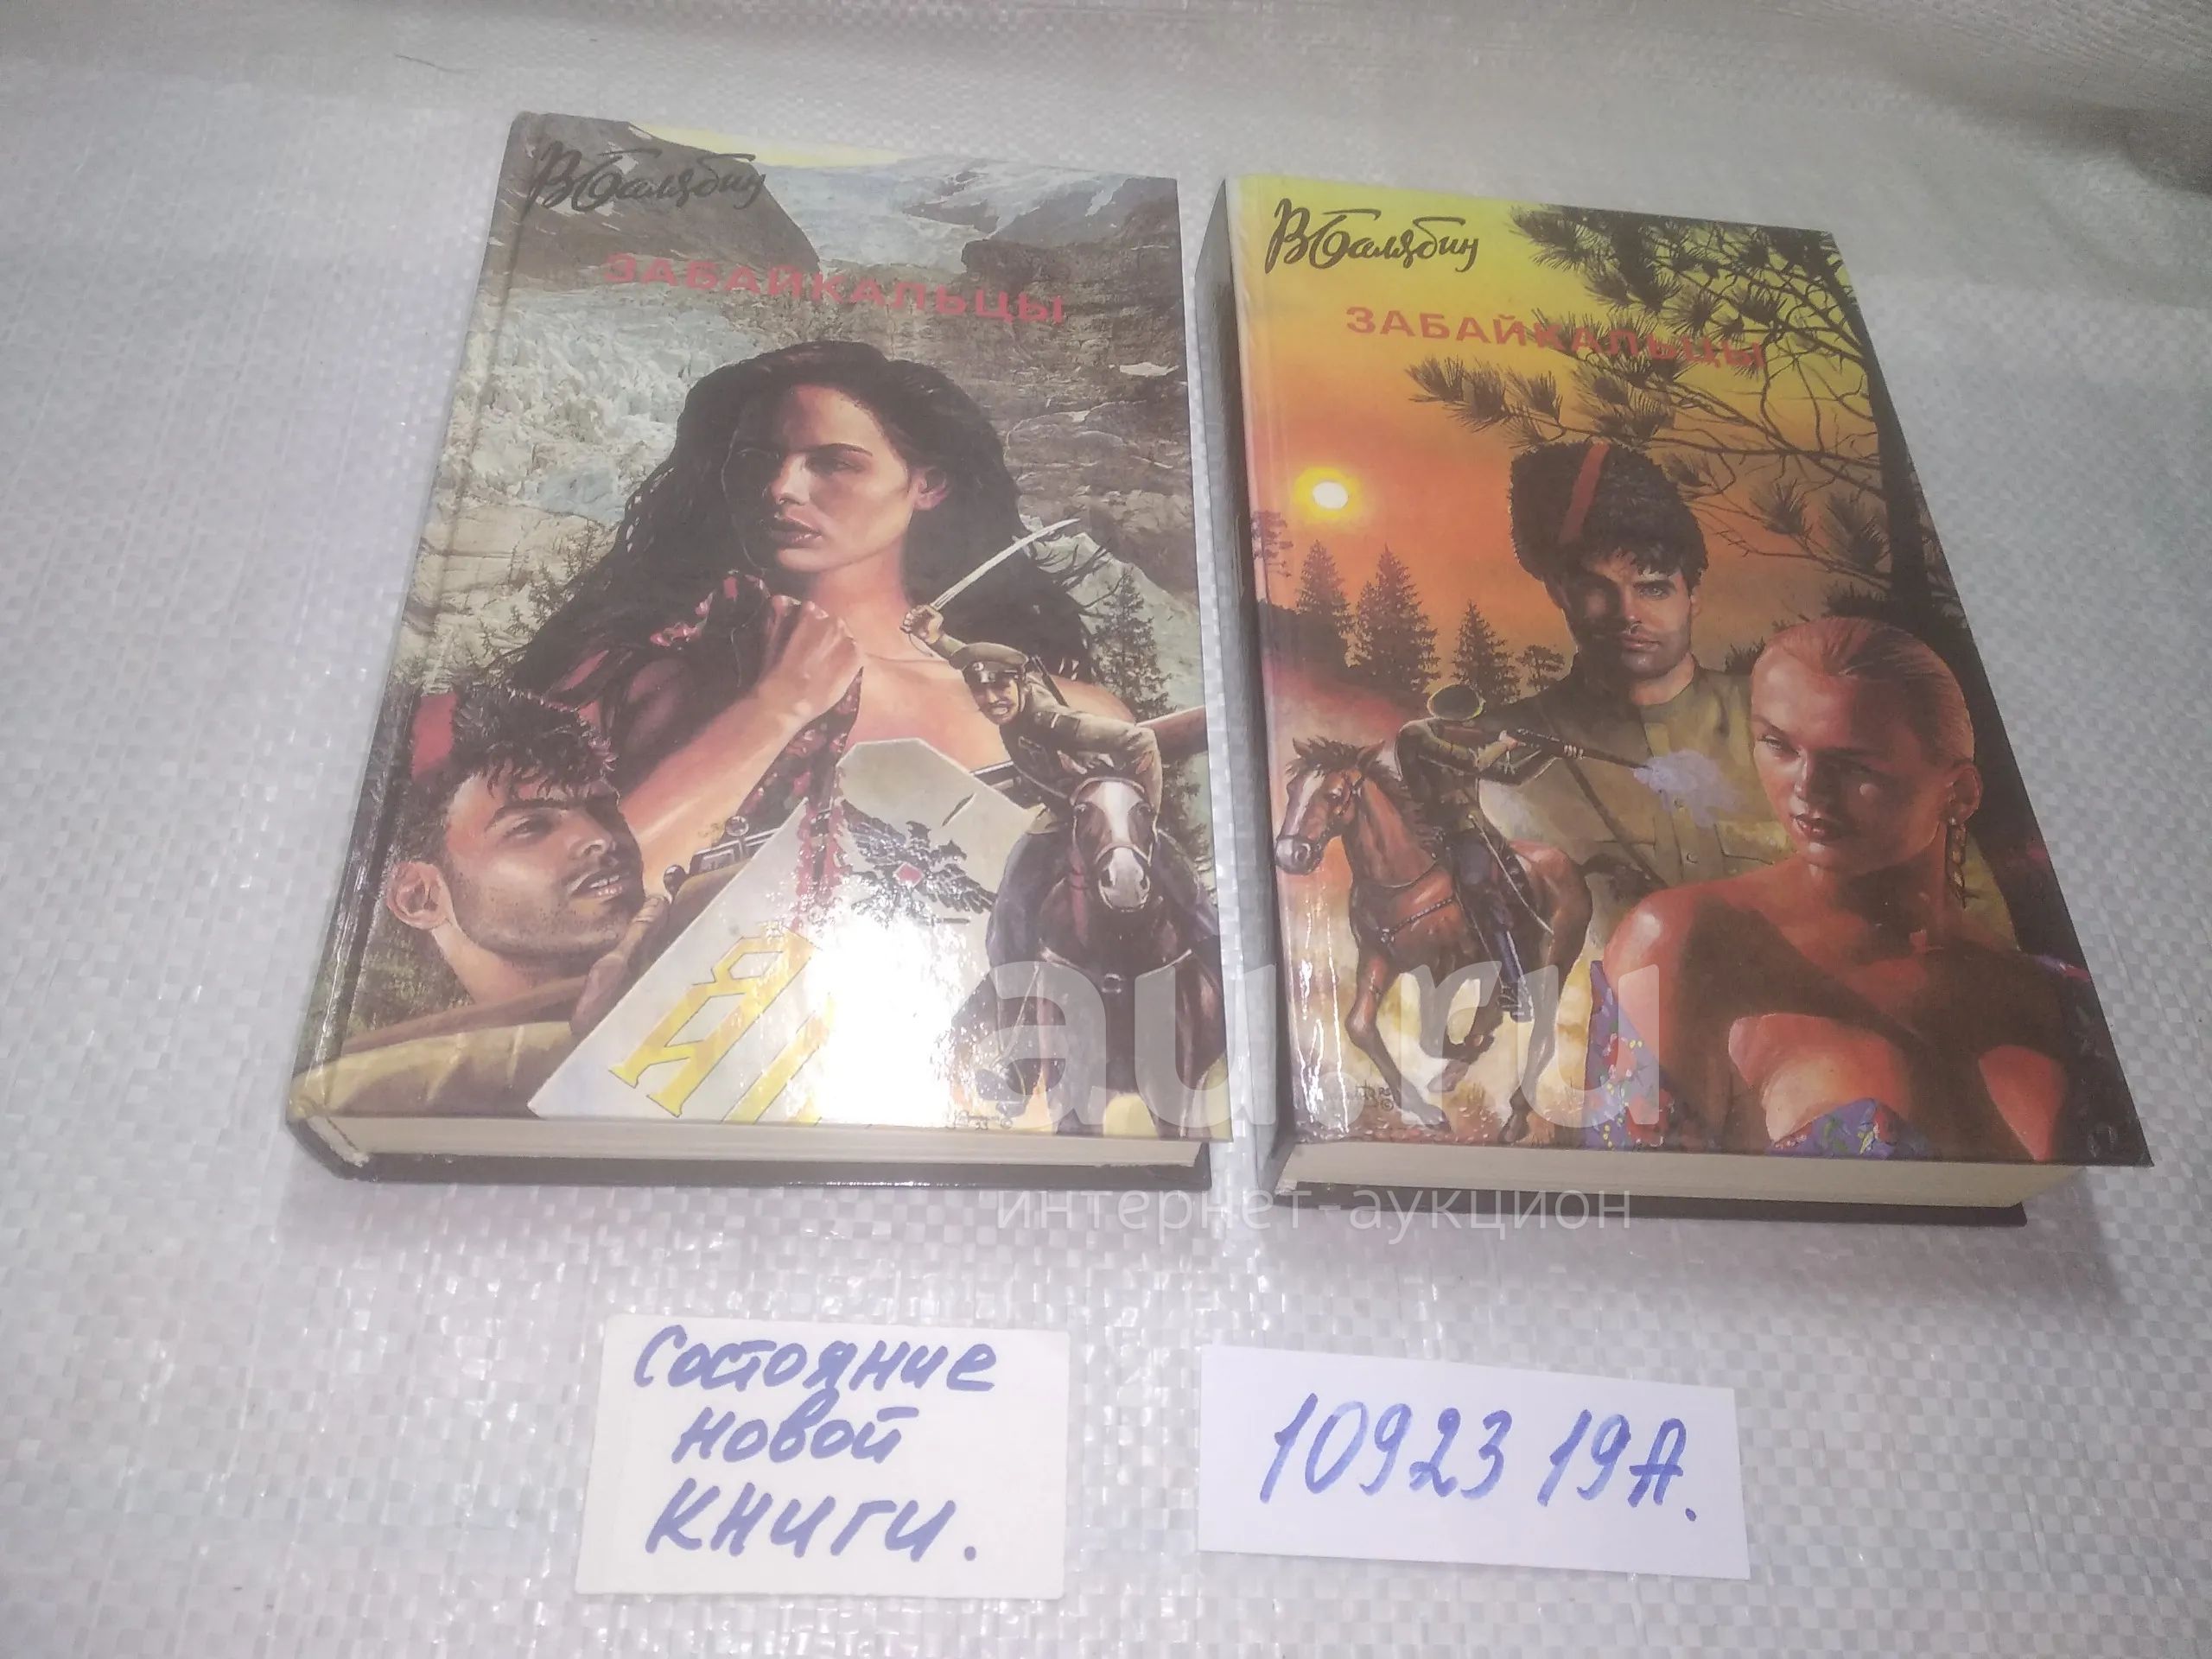 В Балябин
ЗАБАЙКАЛЬЦЫ
В Балябин
ЗАБАЙКАЛЬЦЫ
au.ru
интернет-аукцион
Состояние
новой
книги.
10923 19А.